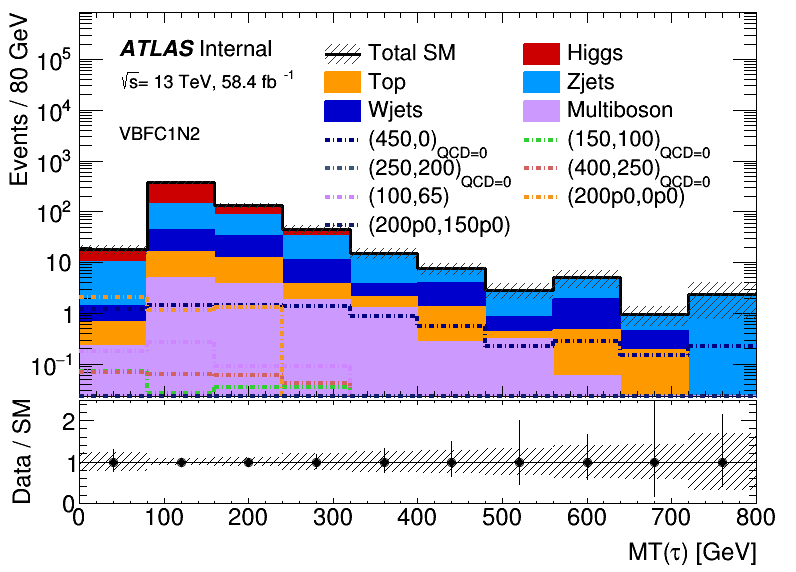 Events / 80 GeV
ATLAS Internal
√s= 13 TeV, 58.4 fb⁻¹
VBFC1N2
Total SM
Higgs
Top
Zjets
Wjets
Multiboson
(450,0)QCD=0
(150,100)QCD=0
(250,200)QCD=0
(400,250)QCD=0
(100,65)
(200p0,0p0)
(200p0,150p0)
10⁵
10⁴
10³
10²
10
1
10⁻¹
Data / SM
2
1
0
0 100 200 300 400 500 600 700 800
MT(τ) [GeV]